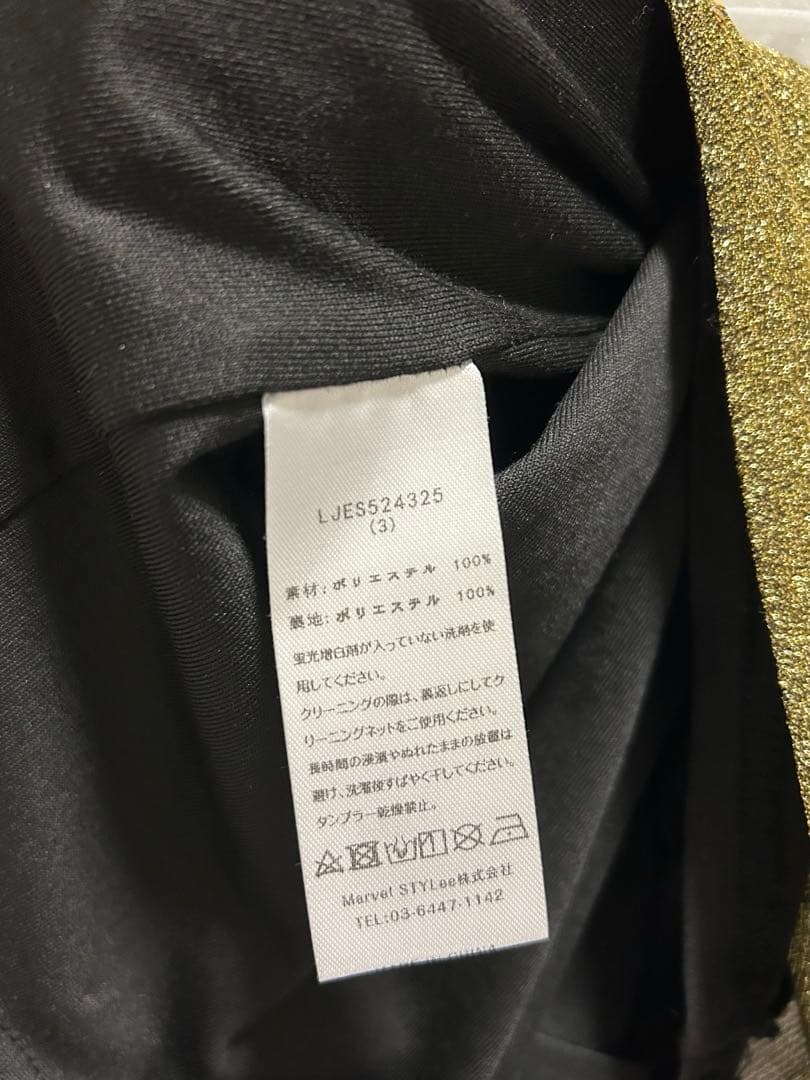 LJES524325
(3)
素材:ポリエステル 100%
裏地:ポリエステル 100%
蛍光増白剤が入っていない洗剤を使
用してください。
クリーニングの際は、裏返しにしてク
リーニングネットをご使用ください。
長時間の浸漬やぬれたままの放置は
避け、洗濯後すばやく干してください。
タンブラー乾燥禁止。
Marvel STYLee株式会社
TEL:03-6447-1142
MADE IN CHINA